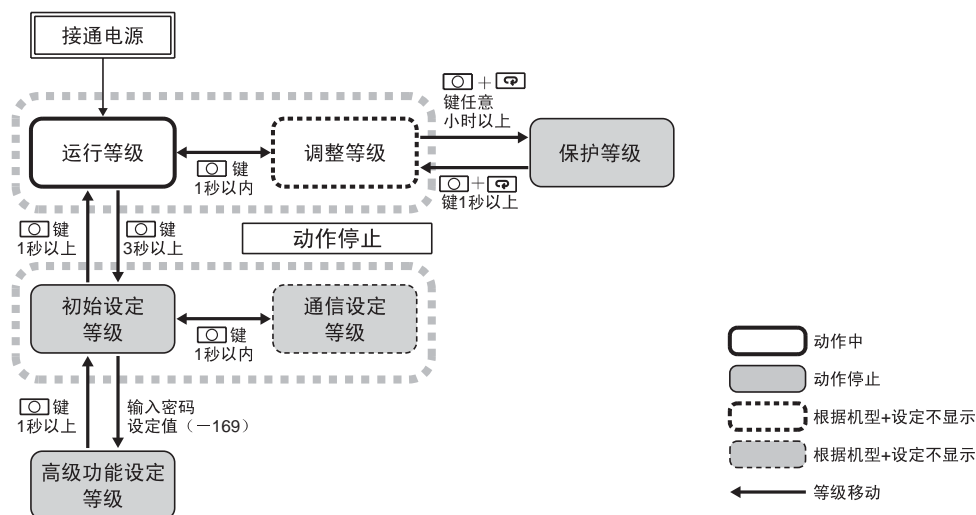 接通电源
运行等级
键
1秒以内
调整等级
+
键任意
小时以上
+
键1秒以上
保护等级
键
1秒以上
键
3秒以上
动作停止
初始设定
等级
键
1秒以内
通信设定
等级
键
1秒以上
输入密码
设定值（－169）
高级功能设定
等级
动作中
动作停止
根据机型+设定不显示
根据机型+设定不显示
等级移动